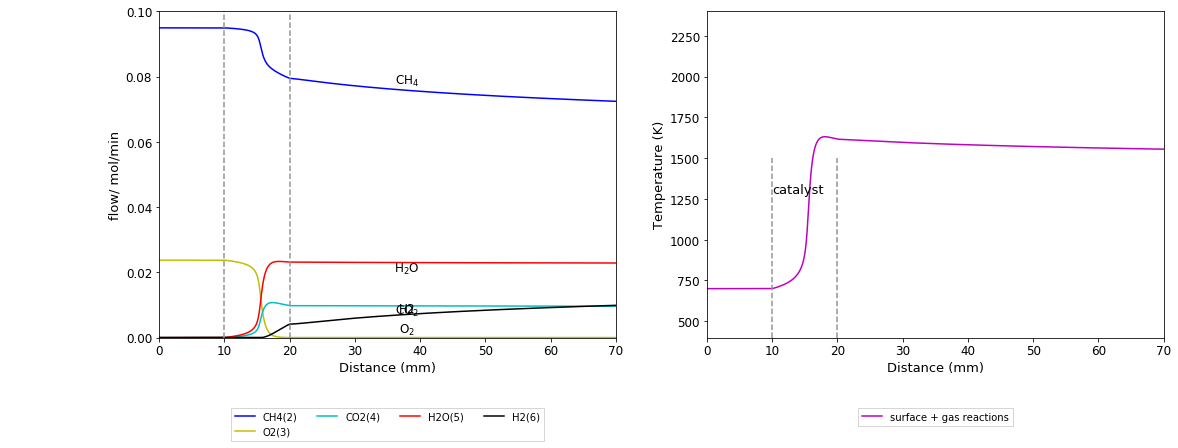 flow/ mol/min
0.10
0.08
0.06
0.04
0.02
0.00
0 10 20 30 40 50 60 70
Distance (mm)
CH4
H2O
O2
CH4(2) CO2(4) H2O(5) H2(6)
O2(3)
Temperature (K)
2250
2000
1750
1500
1250
1000
750
500
catalyst
0 10 20 30 40 50 60 70
Distance (mm)
surface + gas reactions